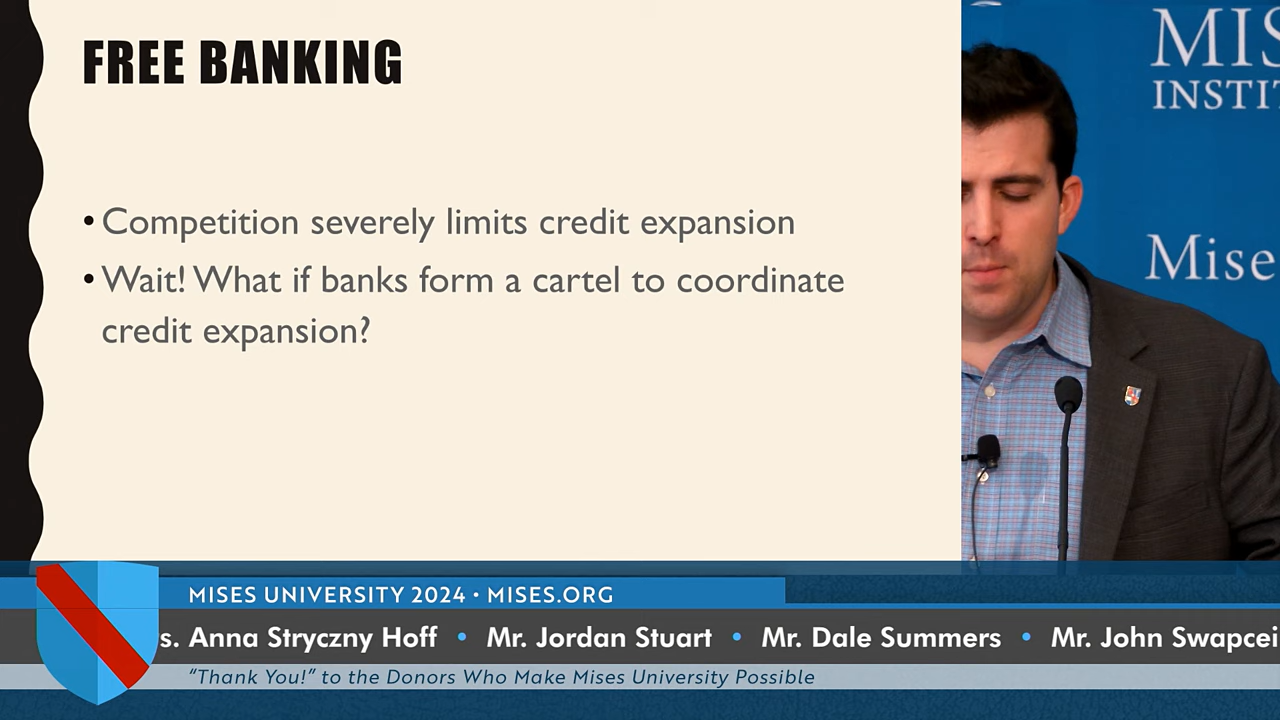 FREE BANKING
• Competition severely limits credit expansion
• Wait! What if banks form a cartel to coordinate
credit expansion?
MIS
INSTIT
Mise
MISES UNIVERSITY 2024 • MISES.ORG
s. Anna Stryczny Hoff • Mr. Jordan Stuart • Mr. Dale Summers • Mr. John Swapcei
“Thank You!” to the Donors Who Make Mises University Possible